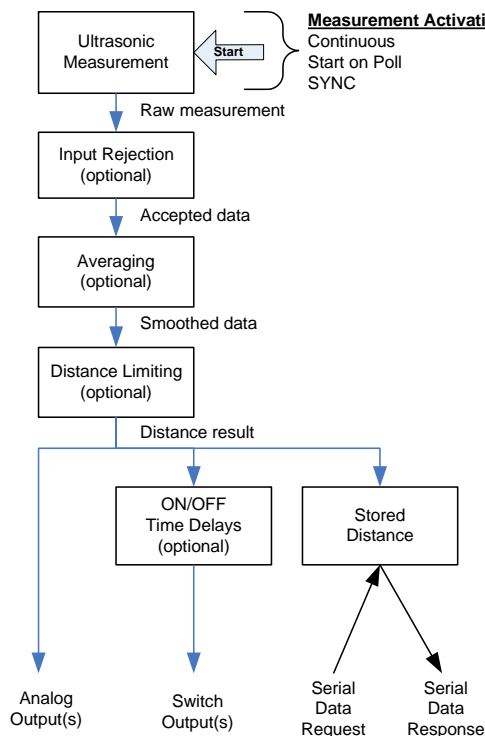 Measurement Activati
Ultrasonic
Measurement
Start
Continuous
Start on Poll
SYNC
Raw measurement
Input Rejection
(optional)
Accepted data
Averaging
(optional)
Smoothed data
Distance Limiting
(optional)
Distance result
ON/OFF
Time Delays
(optional)
Stored
Distance
Analog
Output(s)
Switch
Output(s)
Serial
Data
Request
Serial
Data
Response